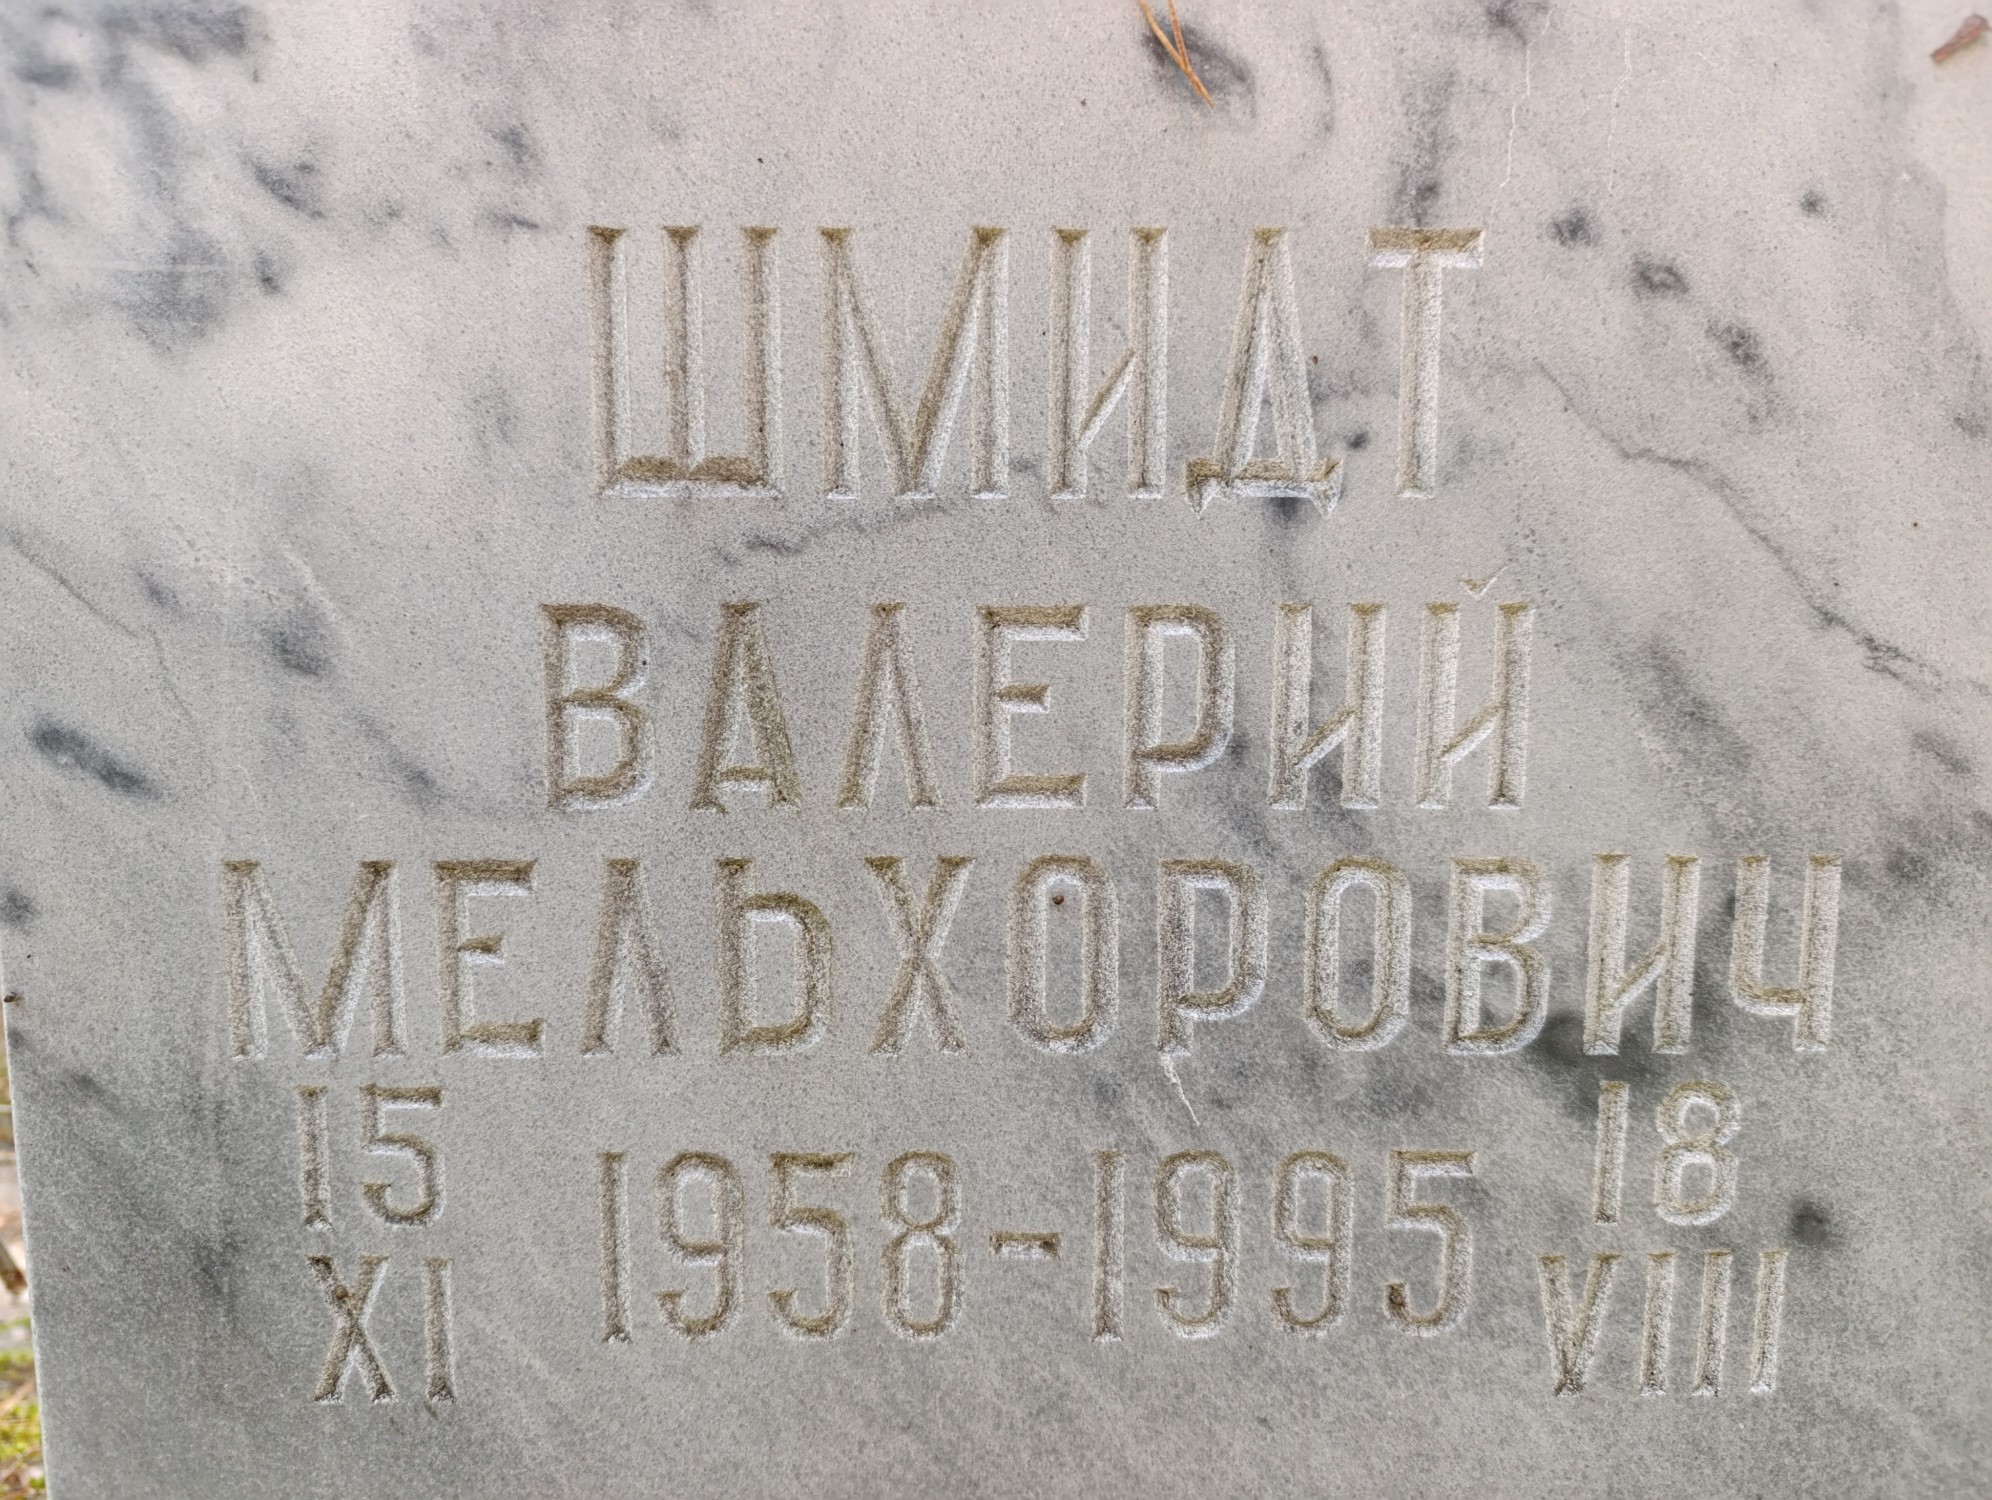 ШМИДТ
ВАЛЕРИЙ
МЕЛЬХОРОВИЧ
15 XI 1958-1995 18 VIII